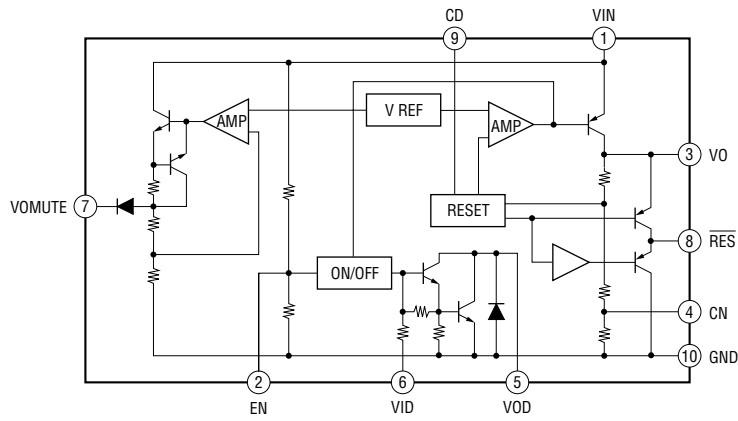 CD
VIN
9
1
AMP
V REF
AMP
3 VO
RESET
VOMUTE 7
8 RES
ON/OFF
4 CN
10 GND
2
6
5
EN
VID
VOD